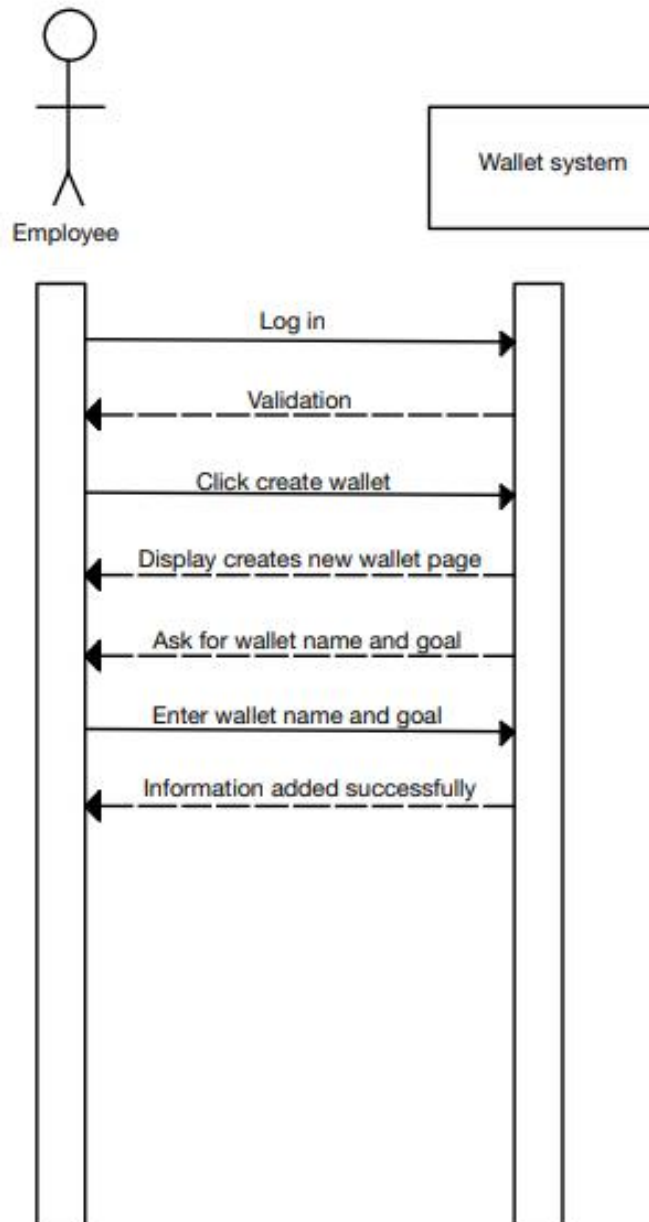 Employee
Wallet system
Log in
Validation
Click create wallet
Display creates new wallet page
Ask for wallet name and goal
Enter wallet name and goal
Information added successfully